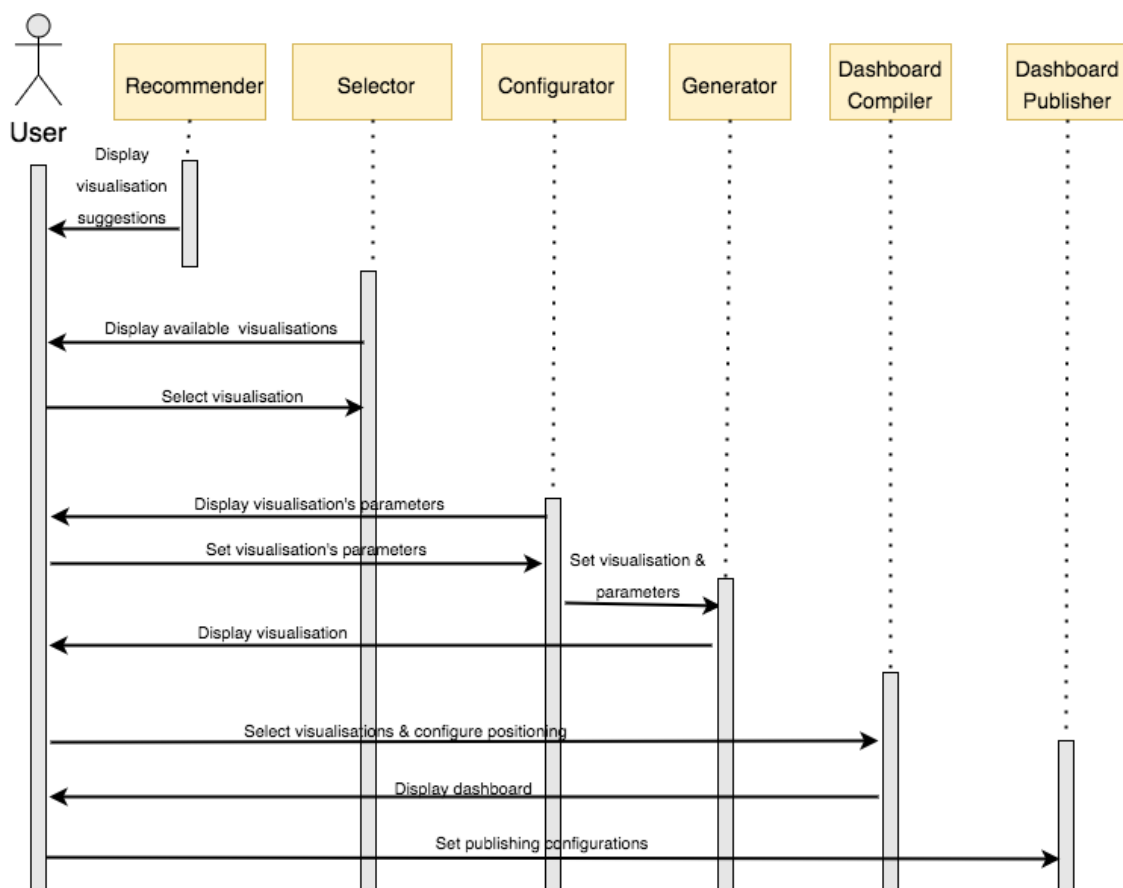 Recommender
Selector
Configurator
Generator
Dashboard
Compiler
Dashboard
Publisher
User
Display
visualisation
suggestions
Display available  visualisations
Select visualisation
Display visualisation's parameters
Set visualisation's parameters
Set visualisation &
parameters
Display visualisation
Select visualisations & configure positioning
Display dashboard
Set publishing configurations